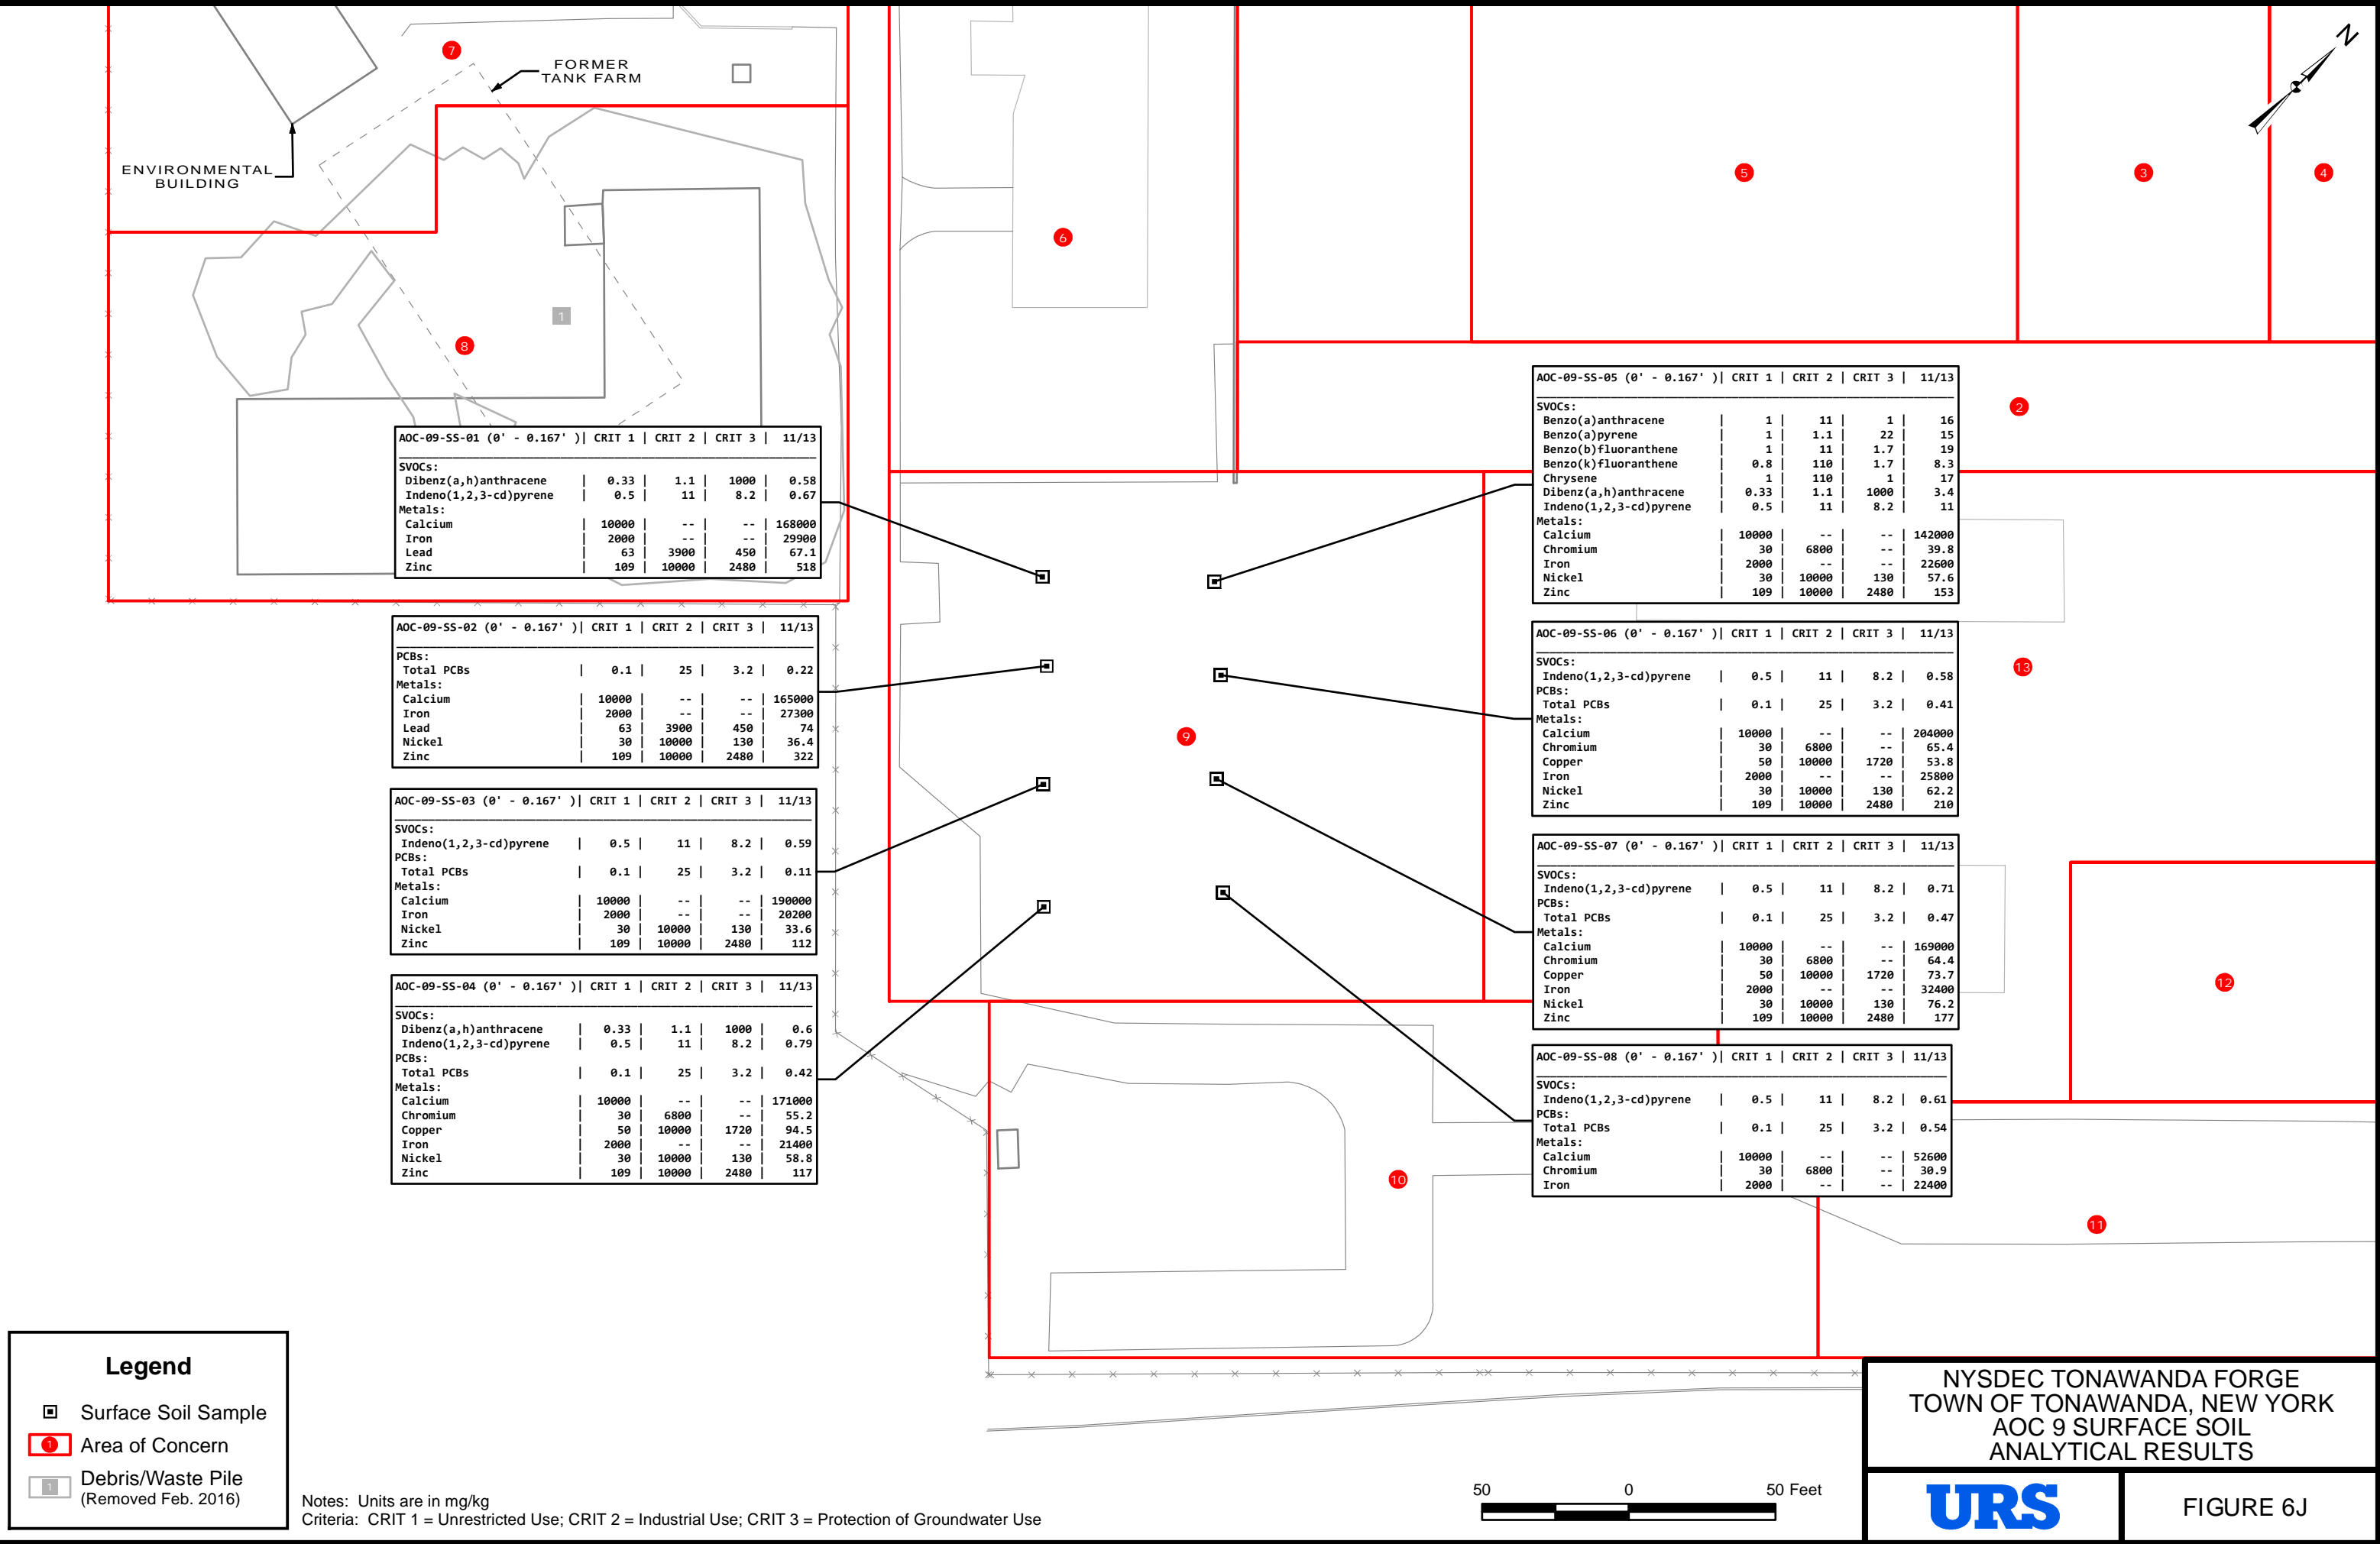 N
7
FORMER
TANK FARM
ENVIRONMENTAL
BUILDING
5
3
4
6
1
8
2
AOC-09-SS-01 (0' - 0.167' )| CRIT 1 | CRIT 2 | CRIT 3 | 11/13
SVOCs:
Dibenz(a,h)anthracene | 0.33 | 1.1 | 1000 | 0.58
Indeno(1,2,3-cd)pyrene | 0.5 | 11 | 8.2 | 0.67
Metals:
Calcium | 10000 | -- | -- | 168000
Iron | 2000 | -- | -- | 29900
Lead | 63 | 3900 | 450 | 67.1
Zinc | 109 | 10000 | 2480 | 518
AOC-09-SS-02 (0' - 0.167' )| CRIT 1 | CRIT 2 | CRIT 3 | 11/13
PCBs:
Total PCBs | 0.1 | 25 | 3.2 | 0.22
Metals:
Calcium | 10000 | -- | -- | 165000
Iron | 2000 | -- | -- | 27300
Lead | 63 | 3900 | 450 | 74
Nickel | 30 | 10000 | 130 | 36.4
Zinc | 109 | 10000 | 2480 | 322
AOC-09-SS-03 (0' - 0.167' )| CRIT 1 | CRIT 2 | CRIT 3 | 11/13
SVOCs:
Indeno(1,2,3-cd)pyrene | 0.5 | 11 | 8.2 | 0.59
PCBs:
Total PCBs | 0.1 | 25 | 3.2 | 0.11
Metals:
Calcium | 10000 | -- | -- | 190000
Iron | 2000 | -- | -- | 20200
Nickel | 30 | 10000 | 130 | 33.6
Zinc | 109 | 10000 | 2480 | 112
AOC-09-SS-04 (0' - 0.167' )| CRIT 1 | CRIT 2 | CRIT 3 | 11/13
SVOCs:
Dibenz(a,h)anthracene | 0.33 | 1.1 | 1000 | 0.6
Indeno(1,2,3-cd)pyrene | 0.5 | 11 | 8.2 | 0.79
PCBs:
Total PCBs | 0.1 | 25 | 3.2 | 0.42
Metals:
Calcium | 10000 | -- | -- | 171000
Chromium | 30 | 6800 | -- | 55.2
Copper | 50 | 10000 | 1720 | 94.5
Iron | 2000 | -- | -- | 21400
Nickel | 30 | 10000 | 130 | 58.8
Zinc | 109 | 10000 | 2480 | 117
9
AOC-09-SS-05 (0' - 0.167' )| CRIT 1 | CRIT 2 | CRIT 3 | 11/13
SVOCs:
Benzo(a)anthracene | 1 | 11 | 1 | 16
Benzo(a)pyrene | 1 | 1.1 | 22 | 15
Benzo(b)fluoranthene | 1 | 11 | 1.7 | 19
Benzo(k)fluoranthene | 0.8 | 110 | 1.7 | 8.3
Chrysene | 1 | 110 | 1 | 17
Dibenz(a,h)anthracene | 0.33 | 1.1 | 1000 | 3.4
Indeno(1,2,3-cd)pyrene | 0.5 | 11 | 8.2 | 11
Metals:
Calcium | 10000 | -- | -- | 142000
Chromium | 30 | 6800 | -- | 39.8
Iron | 2000 | -- | -- | 22600
Nickel | 30 | 10000 | 130 | 57.6
Zinc | 109 | 10000 | 2480 | 153
AOC-09-SS-06 (0' - 0.167' )| CRIT 1 | CRIT 2 | CRIT 3 | 11/13
SVOCs:
Indeno(1,2,3-cd)pyrene | 0.5 | 11 | 8.2 | 0.58
PCBs:
Total PCBs | 0.1 | 25 | 3.2 | 0.41
Metals:
Calcium | 10000 | -- | -- | 204000
Chromium | 30 | 6800 | -- | 65.4
Copper | 50 | 10000 | 1720 | 53.8
Iron | 2000 | -- | -- | 25800
Nickel | 30 | 10000 | 130 | 62.2
Zinc | 109 | 10000 | 2480 | 210
13
AOC-09-SS-07 (0' - 0.167' )| CRIT 1 | CRIT 2 | CRIT 3 | 11/13
SVOCs:
Indeno(1,2,3-cd)pyrene | 0.5 | 11 | 8.2 | 0.71
PCBs:
Total PCBs | 0.1 | 25 | 3.2 | 0.47
Metals:
Calcium | 10000 | -- | -- | 169000
Chromium | 30 | 6800 | -- | 64.4
Copper | 50 | 10000 | 1720 | 73.7
Iron | 2000 | -- | -- | 32400
Nickel | 30 | 10000 | 130 | 76.2
Zinc | 109 | 10000 | 2480 | 177
12
AOC-09-SS-08 (0' - 0.167' )| CRIT 1 | CRIT 2 | CRIT 3 | 11/13
SVOCs:
Indeno(1,2,3-cd)pyrene | 0.5 | 11 | 8.2 | 0.61
PCBs:
Total PCBs | 0.1 | 25 | 3.2 | 0.54
Metals:
Calcium | 10000 | -- | -- | 52600
Chromium | 30 | 6800 | -- | 30.9
Iron | 2000 | -- | -- | 22400
10
11
Legend
Surface Soil Sample
1 Area of Concern
1 Debris/Waste Pile
(Removed Feb. 2016)
Notes: Units are in mg/kg
Criteria: CRIT 1 = Unrestricted Use; CRIT 2 = Industrial Use; CRIT 3 = Protection of Groundwater Use
50 0 50 Feet
NYSDEC TONAWANDA FORGE
TOWN OF TONAWANDA, NEW YORK
AOC 9 SURFACE SOIL
ANALYTICAL RESULTS
URS
FIGURE 6J